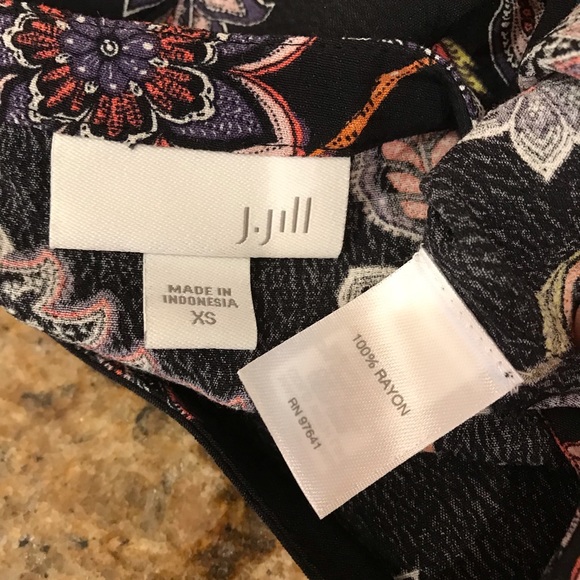 J.Jill
MADE IN
INDONESIA
XS
100% RAYON
RN 97641